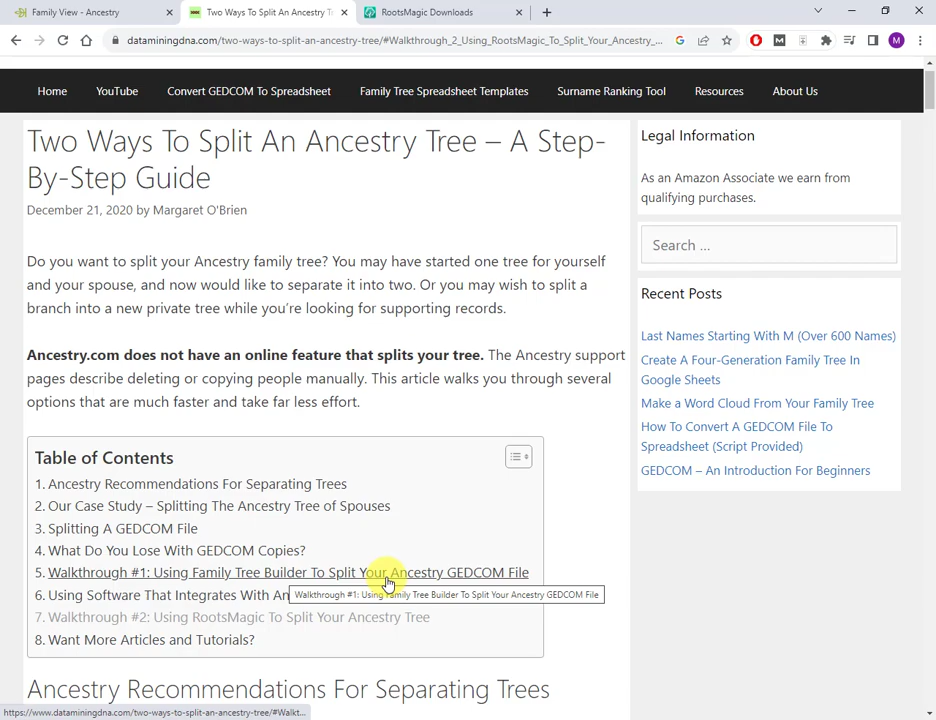 Family View - Ancestry
Two Ways To Split An Ancestry T
RootsMagic Downloads
dataminingdna.com/two-ways-to-split-an-ancestry-tree/#Walkthrough_2_Using_RootsMagic_To_Split_Your_Ancestry_...
M
Home
YouTube
Convert GEDCOM To Spreadsheet
Family Tree Spreadsheet Templates
Surname Ranking Tool
Resources
About Us
Two Ways To Split An Ancestry Tree – A Step-
By-Step Guide
December 21, 2020 by Margaret O'Brien
Do you want to split your Ancestry family tree? You may have started one tree for yourself
and your spouse, and now would like to separate it into two. Or you may wish to split a
branch into a new private tree while you're looking for supporting records.
Ancestry.com does not have an online feature that splits your tree. The Ancestry support
pages describe deleting or copying people manually. This article walks you through several
options that are much faster and take far less effort.
Table of Contents
1. Ancestry Recommendations For Separating Trees
2. Our Case Study – Splitting The Ancestry Tree of Spouses
3. Splitting A GEDCOM File
4. What Do You Lose With GEDCOM Copies?
5. Walkthrough #1: Using Family Tree Builder To Split Your Ancestry GEDCOM File
6. Using Software That Integrates With An
Walkthrough #1: Using Family Tree Builder To Split Your Ancestry GEDCOM File
7. Walkthrough #2: Using RootsMagic To Split Your Ancestry Tree
8. Want More Articles and Tutorials?
Ancestry Recommendations For Separating Trees
Legal Information
As an Amazon Associate we earn from
qualifying purchases.
Search ...
Recent Posts
Last Names Starting With M (Over 600 Names)
Create A Four-Generation Family Tree In
Google Sheets
Make a Word Cloud From Your Family Tree
How To Convert A GEDCOM File To
Spreadsheet (Script Provided)
GEDCOM – An Introduction For Beginners
https://www.dataminingdna.com/two-ways-to-split-an-ancestry-tree/#Walkt...